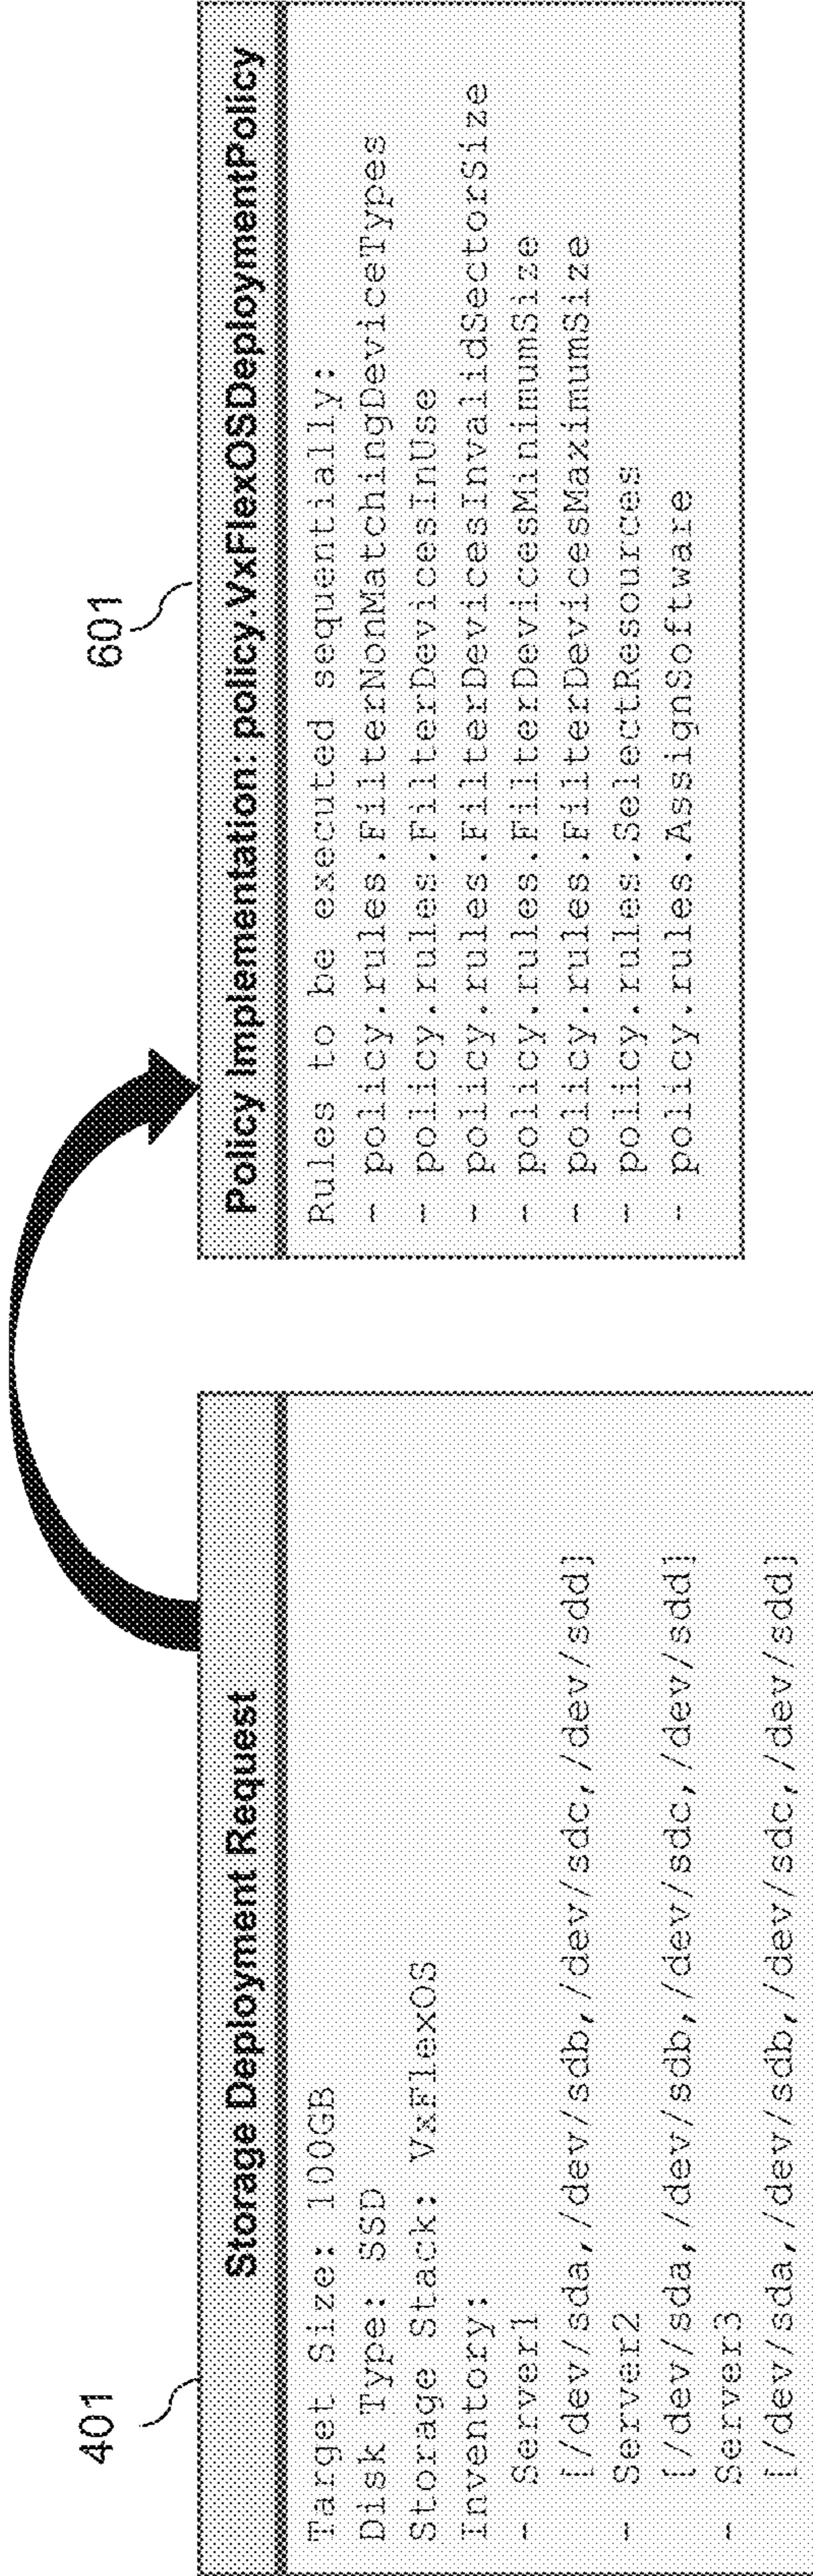 401
Storage Deployment Request
Target Size: 100GB
Disk Type: SSD
Storage Stack: VxFlexOS
Inventory:
- Server1
[/dev/sda,/dev/sdb,/dev/sdc,/dev/sdd]
- Server2
[/dev/sda,/dev/sdb,/dev/sdc,/dev/sdd]
- Server3
[/dev/sda,/dev/sdb,/dev/sdc,/dev/sdd]
601
Policy Implementation: policy.VxFlexOSDeploymentPolicy
Rules to be executed sequentially:
- policy.rules.FilterNonMatchingDeviceTypes
- policy.rules.FilterDevicesInUse
- policy.rules.FilterDevicesInvalidSectorSize
- policy.rules.FilterDevicesMinimumSize
- policy.rules.FilterDevicesMaximumSize
- policy.rules.SelectResources
- policy.rules.AssignSoftware